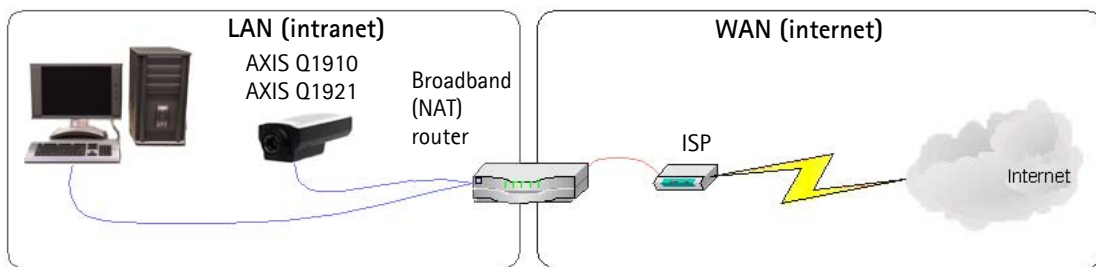 LAN (intranet)
WAN (internet)
AXIS Q1910
AXIS Q1921
Broadband
(NAT)
router
ISP
Internet